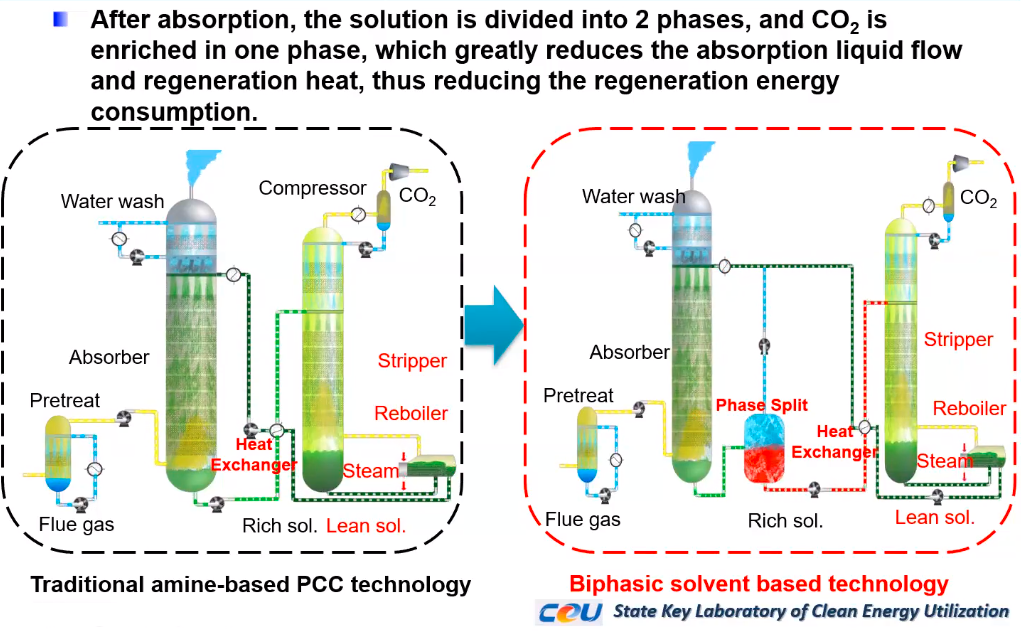 After absorption, the solution is divided into 2 phases, and CO₂ is
enriched in one phase, which greatly reduces the absorption liquid flow
and regeneration heat, thus reducing the regeneration energy
consumption.
Water wash
Compressor
CO₂
Absorber
Stripper
Pretreat
Reboiler
Heat
Exchanger
Steam
Flue gas
Rich sol.
Lean sol.
Traditional amine-based PCC technology
Water wash
CO₂
Absorber
Stripper
Pretreat
Phase Split
Reboiler
Heat
Exchanger
Steam
Flue gas
Rich sol.
Lean sol.
Biphasic solvent based technology
CEU State Key Laboratory of Clean Energy Utilization